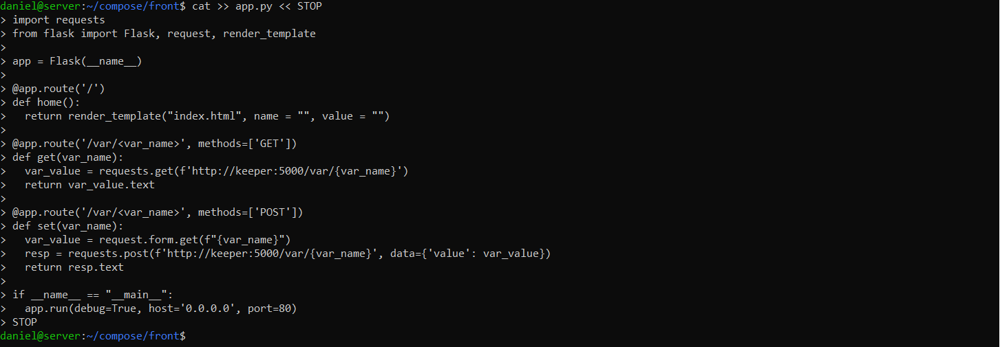 daniel@server:~/compose/front$ cat >> app.py << STOP
> import requests
> from flask import Flask, request, render_template
>
> app = Flask(__name__)
>
> @app.route('/')
> def home():
>   return render_template("index.html", name = "", value = "")
>
> @app.route('/var/<var_name>', methods=['GET'])
> def get(var_name):
>   var_value = requests.get(f'http://keeper:5000/var/{var_name}')
>   return var_value.text
>
> @app.route('/var/<var_name>', methods=['POST'])
> def set(var_name):
>   var_value = request.form.get(f"{var_name}")
>   resp = requests.post(f'http://keeper:5000/var/{var_name}', data={'value': var_value})
>   return resp.text
>
> if __name__ == "__main__":
>   app.run(debug=True, host='0.0.0.0', port=80)
> STOP
daniel@server:~/compose/front$